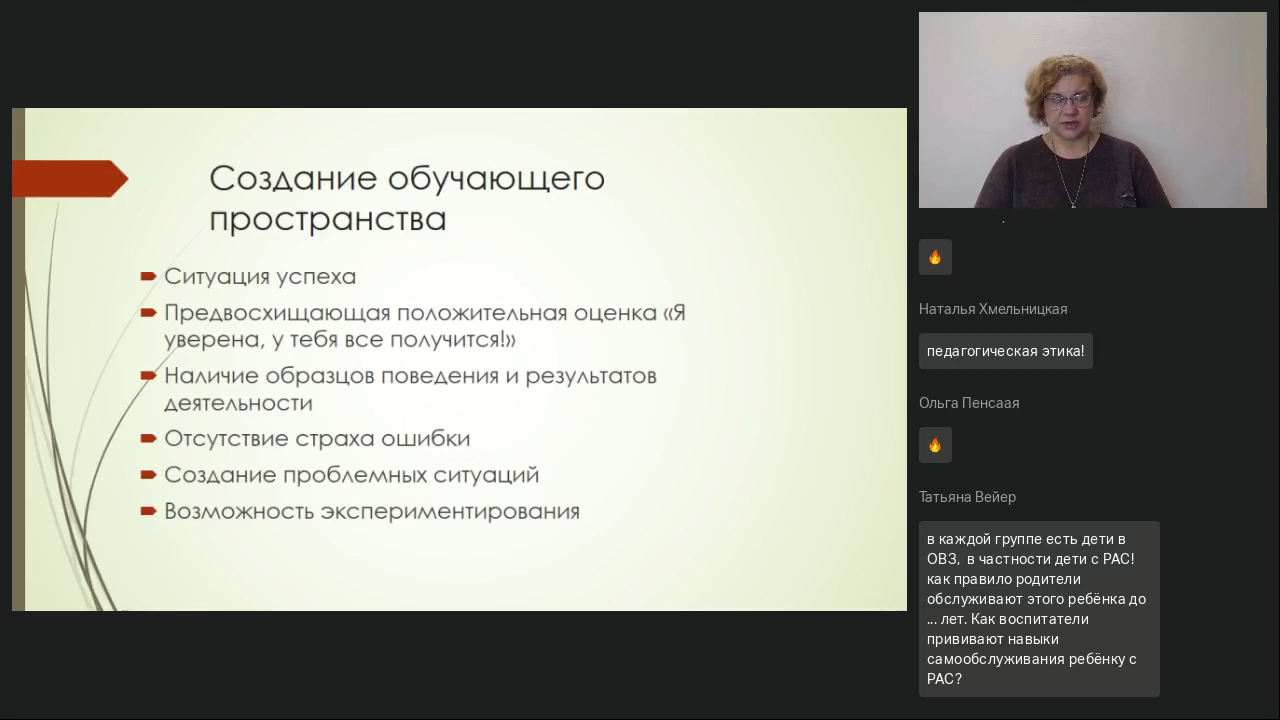 Создание обучающего
пространства
Ситуация успеха
Предвосхищающая положительная оценка «Я
уверена, у тебя все получится!»
Наличие образцов поведения и результатов
деятельности
Отсутствие страха ошибки
Создание проблемных ситуаций
Возможность экспериментирования
Наталья Хмельницкая
педагогическая этика!
Ольга Пенсаая
Татьяна Вейер
в каждой группе есть дети в
ОВЗ, в частности дети с РАС!
как правило родители
обслуживают этого ребёнка до
... лет. Как воспитатели
прививают навыки
самообслуживания ребёнку с
РАС?